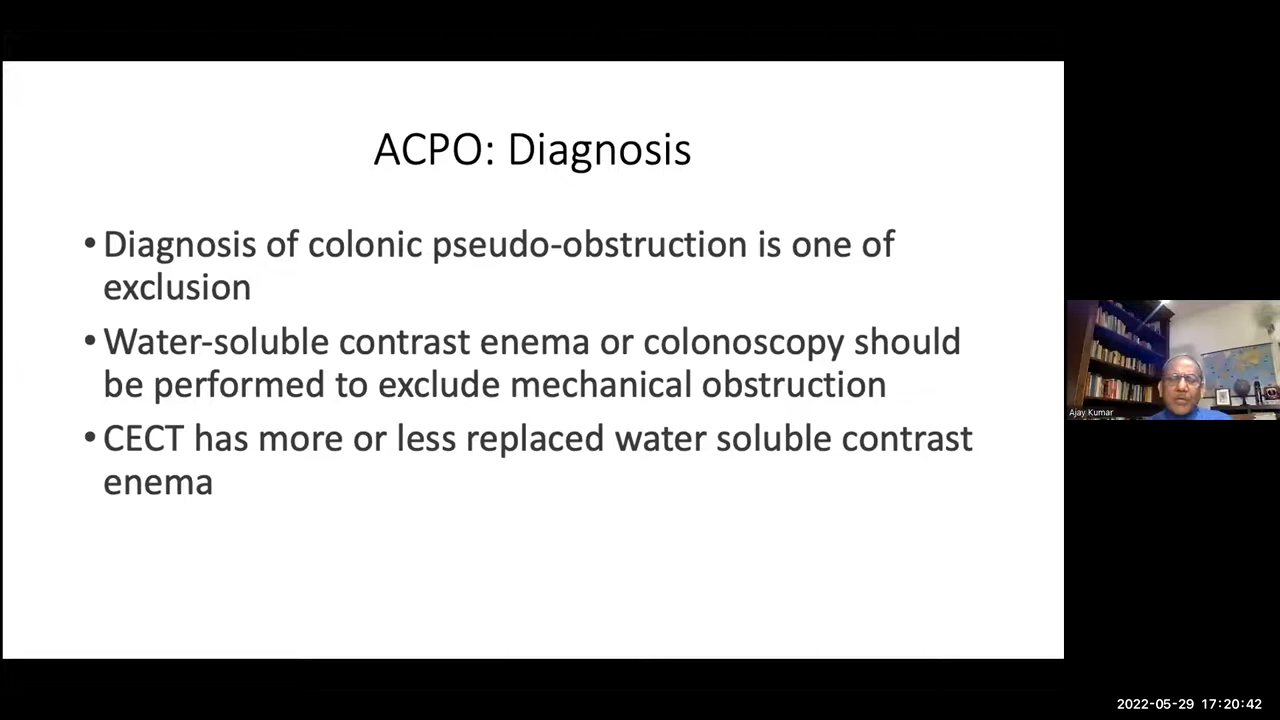 ACPO: Diagnosis
• Diagnosis of colonic pseudo-obstruction is one of
exclusion
• Water-soluble contrast enema or colonoscopy should
be performed to exclude mechanical obstruction
• CECT has more or less replaced water soluble contrast
enema
Ajay Kumar
2022-05-29 17:20:42